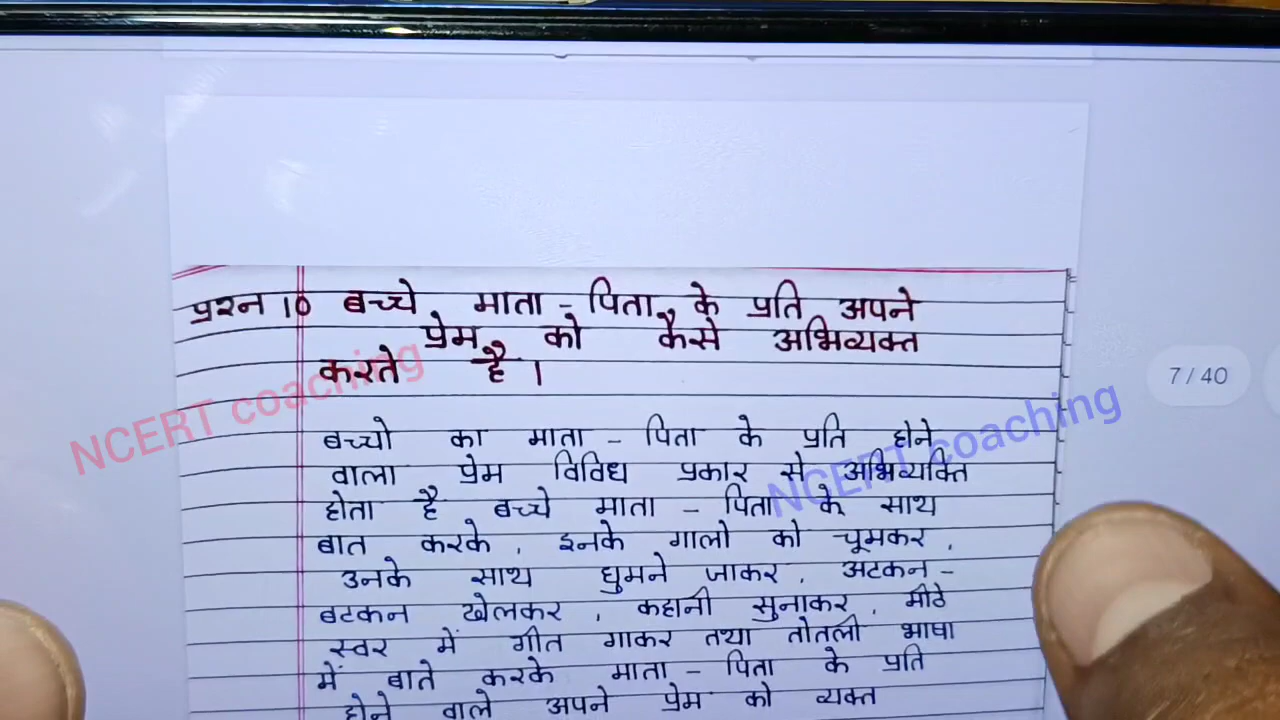 प्रश्न 10 बच्चे माता - पिता के प्रति अपने
प्रेम को कैसे अभिव्यक्त
करते है ।
बच्चो का माता - पिता के प्रति होने
वाला प्रेम विविध प्रकार से अभिव्यक्ति
होता है बच्चे माता - पिता के साथ
बात करके , इनके गालो को चूमकर ,
उनके साथ घुमने जाकर , अटकन -
बटकन खेलकर , कहानी सुनाकर , मीठे
स्वर में गीत गाकर तथा तोतली भाषा
में बाते करके माता - पिता के प्रति
होने वाले अपने प्रेम को व्यक्त
7 / 40
NCERT coaching
NCERT coaching